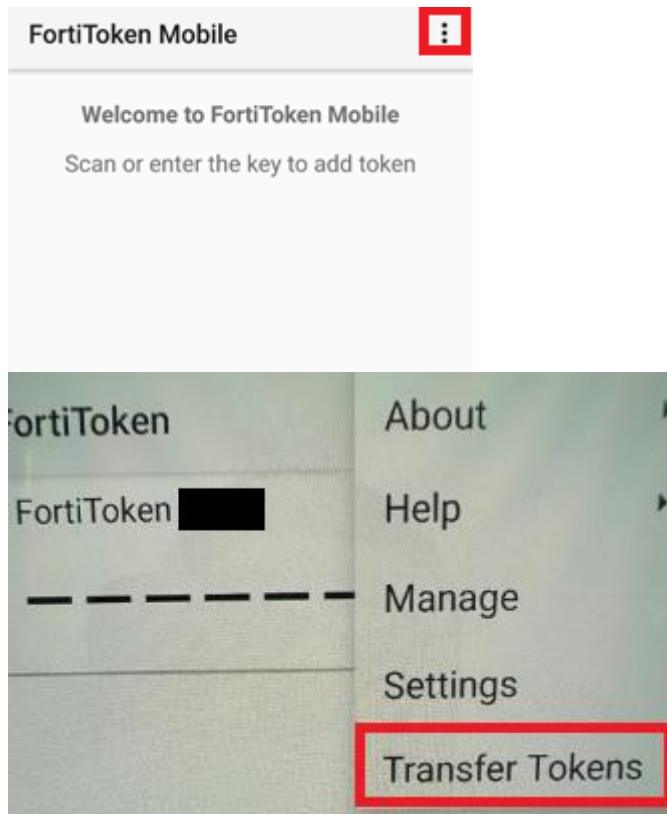 FortiToken Mobile
Welcome to FortiToken Mobile
Scan or enter the key to add token
FortiToken
About
FortiToken
Help
Manage
Settings
Transfer Tokens